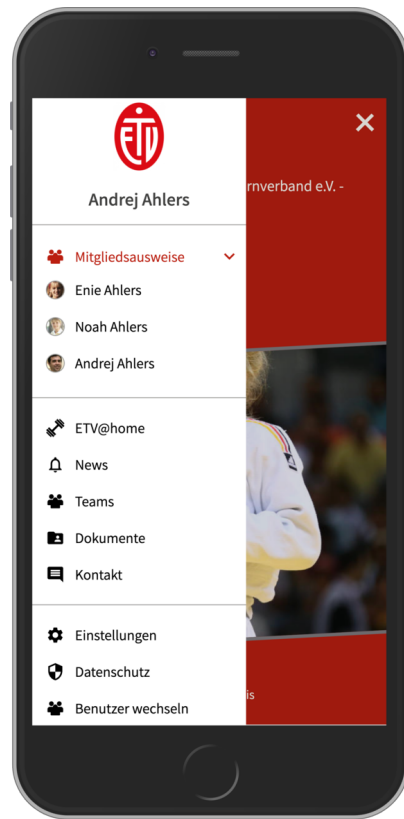 ETV
Andrej Ahlers
rnverband e.V. -
Mitgliedsausweise
Enie Ahlers
Noah Ahlers
Andrej Ahlers
ETV@home
News
Teams
Dokumente
Kontakt
Einstellungen
Datenschutz
is
Benutzer wechseln